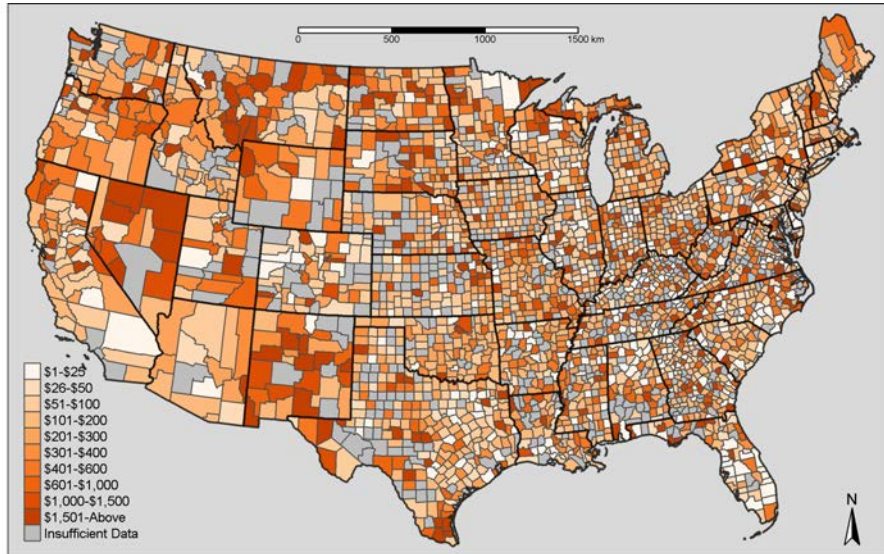 0 500 1000 1500 km
$1-$25
$26-$50
$51-$100
$101-$200
$201-$300
$301-$400
$401-$600
$601-$1,000
$1,000-$1,500
$1,501-Above
Insufficient Data
N